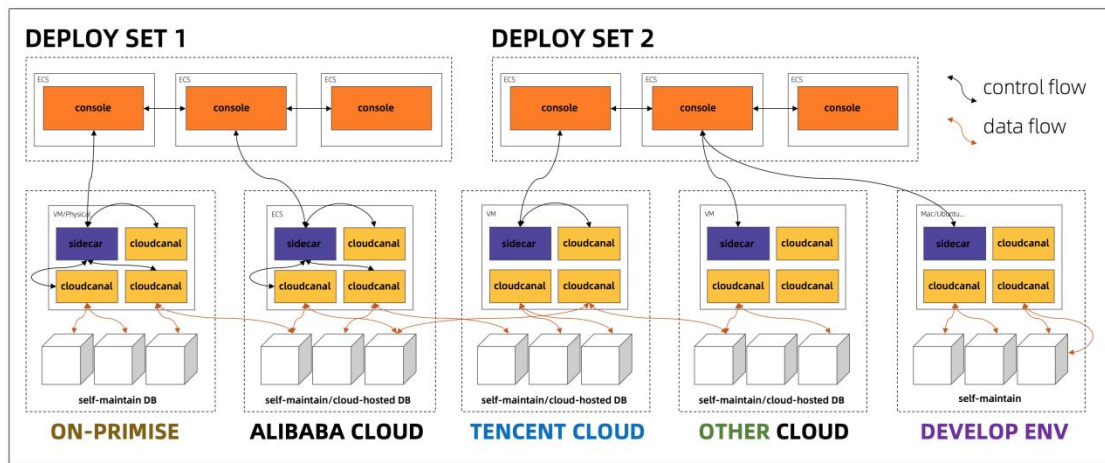 DEPLOY SET 1
DEPLOY SET 2
ECS
ECS
ECS
ECS
ECS
ECS
console
console
console
console
console
console
control flow
data flow
VM/Physical
ECS
VM
VM
Mac/Ubuntu...
sidecar
cloudcanal
sidecar
cloudcanal
sidecar
cloudcanal
sidecar
cloudcanal
sidecar
cloudcanal
cloudcanal
cloudcanal
cloudcanal
cloudcanal
cloudcanal
cloudcanal
cloudcanal
cloudcanal
cloudcanal
cloudcanal
self-maintain DB
self-maintain/cloud-hosted DB
self-maintain/cloud-hosted DB
self-maintain/cloud-hosted DB
self-maintain
ON-PRIMISE
ALIBABA CLOUD
TENCENT CLOUD
OTHER CLOUD
DEVELOP ENV